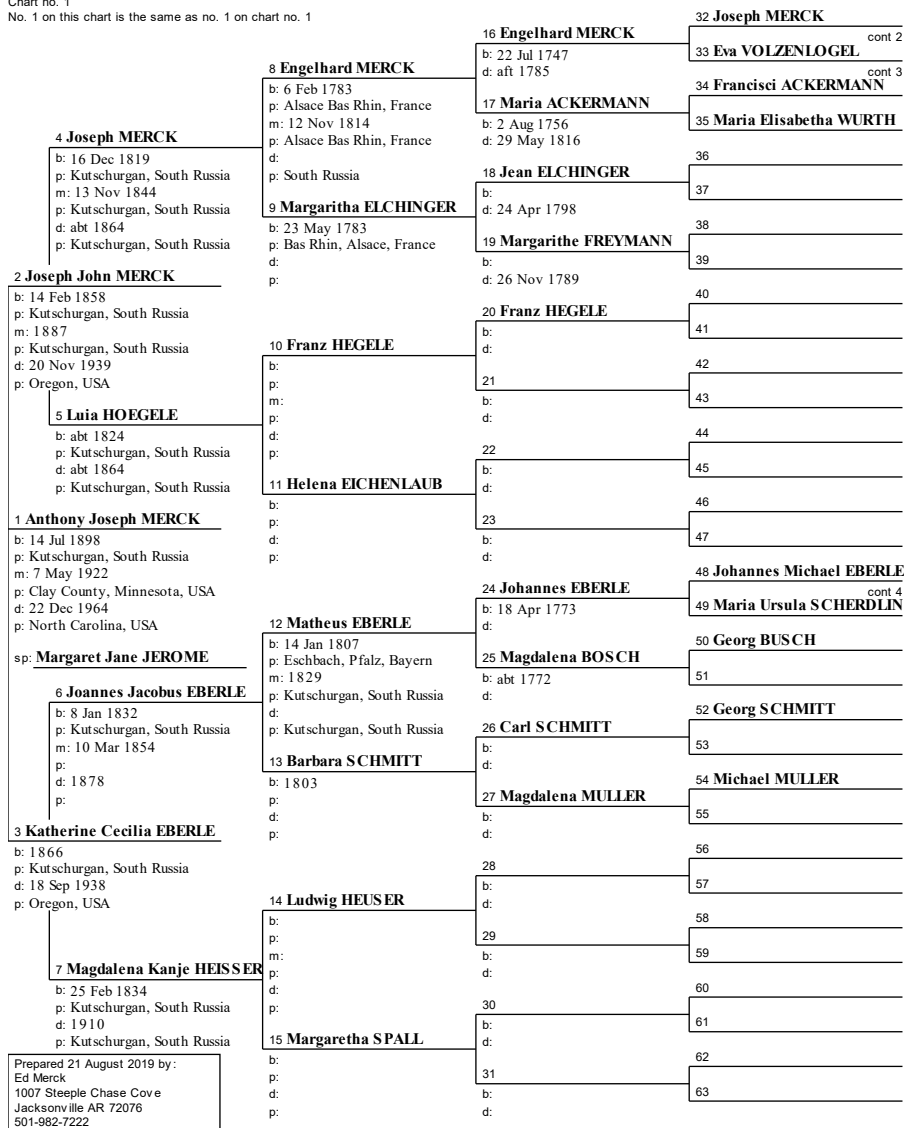 Chart no. 1
No. 1 on this chart is the same as no. 1 on chart no. 1
1 Anthony Joseph MERCK
b: 14 Jul 1898
p: Kutschurgan, South Russia
m: 7 May 1922
p: Clay County, Minnesota, USA
d: 22 Dec 1964
p: North Carolina, USA
sp: Margaret Jane JEROME
2 Joseph John MERCK
b: 14 Feb 1858
p: Kutschurgan, South Russia
m: 1887
p: Kutschurgan, South Russia
d: 20 Nov 1939
p: Oregon, USA
3 Katherine Cecilia EBERLE
b: 1866
p: Kutschurgan, South Russia
d: 18 Sep 1938
p: Oregon, USA
4 Joseph MERCK
b: 16 Dec 1819
p: Kutschurgan, South Russia
m: 13 Nov 1844
p: Kutschurgan, South Russia
d: abt 1864
p: Kutschurgan, South Russia
5 Luia HOEGELE
b: abt 1824
p: Kutschurgan, South Russia
d: abt 1864
p: Kutschurgan, South Russia
6 Joannes Jacobus EBERLE
b: 8 Jan 1832
p: Kutschurgan, South Russia
m: 10 Mar 1854
p:
d: 1878
p:
7 Magdalena Kanje HEISSER
b: 25 Feb 1834
p: Kutschurgan, South Russia
d: 1910
p: Kutschurgan, South Russia
8 Engelhard MERCK
b: 6 Feb 1783
p: Alsace Bas Rhin, France
m: 12 Nov 1814
p: Alsace Bas Rhin, France
d:
p: South Russia
9 Margaritha ELCHINGER
b: 23 May 1783
p: Bas Rhin, Alsace, France
d:
p:
10 Franz HEGELE
b:
p:
m:
p:
d:
p:
11 Helena EICHENLAUB
b:
p:
d:
p:
12 Matheus EBERLE
b: 14 Jan 1807
p: Eschbach, Pfalz, Bayern
m: 1829
p: Kutschurgan, South Russia
d:
p: Kutschurgan, South Russia
13 Barbara SCHMITT
b: 1803
p:
d:
p:
14 Ludwig HEUSER
b:
p:
m:
p:
d:
p:
15 Margaretha SPALL
b:
p:
d:
p:
16 Engelhard MERCK
b: 22 Jul 1747
d: aft 1785
17 Maria ACKERMANN
b: 2 Aug 1756
d: 29 May 1816
18 Jean ELCHINGER
b:
d: 24 Apr 1798
19 Margarithe FREYMANN
b:
d: 26 Nov 1789
20 Franz HEGELE
b:
d:
21
b:
d:
22
b:
d:
23
b:
d:
24 Johannes EBERLE
b: 18 Apr 1773
d:
25 Magdalena BOSCH
b: abt 1772
d:
26 Carl SCHMITT
b:
d:
27 Magdalena MULLER
b:
d:
28
b:
d:
29
b:
d:
30
b:
d:
31
b:
d:
32 Joseph MERCK
cont 2
33 Eva VOLZENLOGEL
cont 3
34 Francisci ACKERMANN
35 Maria Elisabetha WURTH
36
37
38
39
40
41
42
43
44
45
46
47
48 Johannes Michael EBERLE
cont 4
49 Maria Ursula SCHERDLIN
50 Georg BUSCH
51
52 Georg SCHMITT
53
54 Michael MULLER
55
56
57
58
59
60
61
62
63
Prepared 21 August 2019 by:
Ed Merck
1007 Steeple Chase Cove
Jacksonville AR 72076
501-982-7222